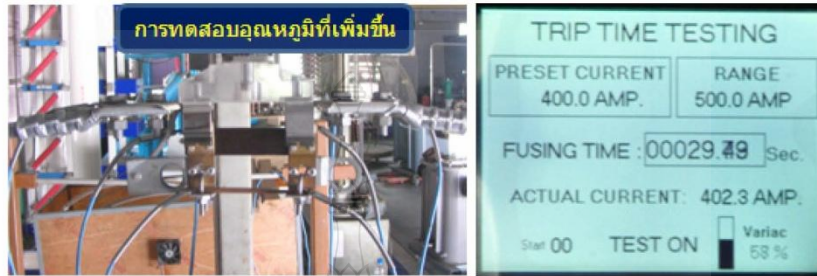 การทดสอบอุณหภูมิที่เพิ่มขึ้น
TRIP TIME TESTING
PRESET CURRENT
400.0 AMP.
RANGE
500.0 AMP
FUSING TIME : Sec.
ACTUAL CURRENT: 402.3 AMP.
Start 00 TEST ON
Variac
58 %